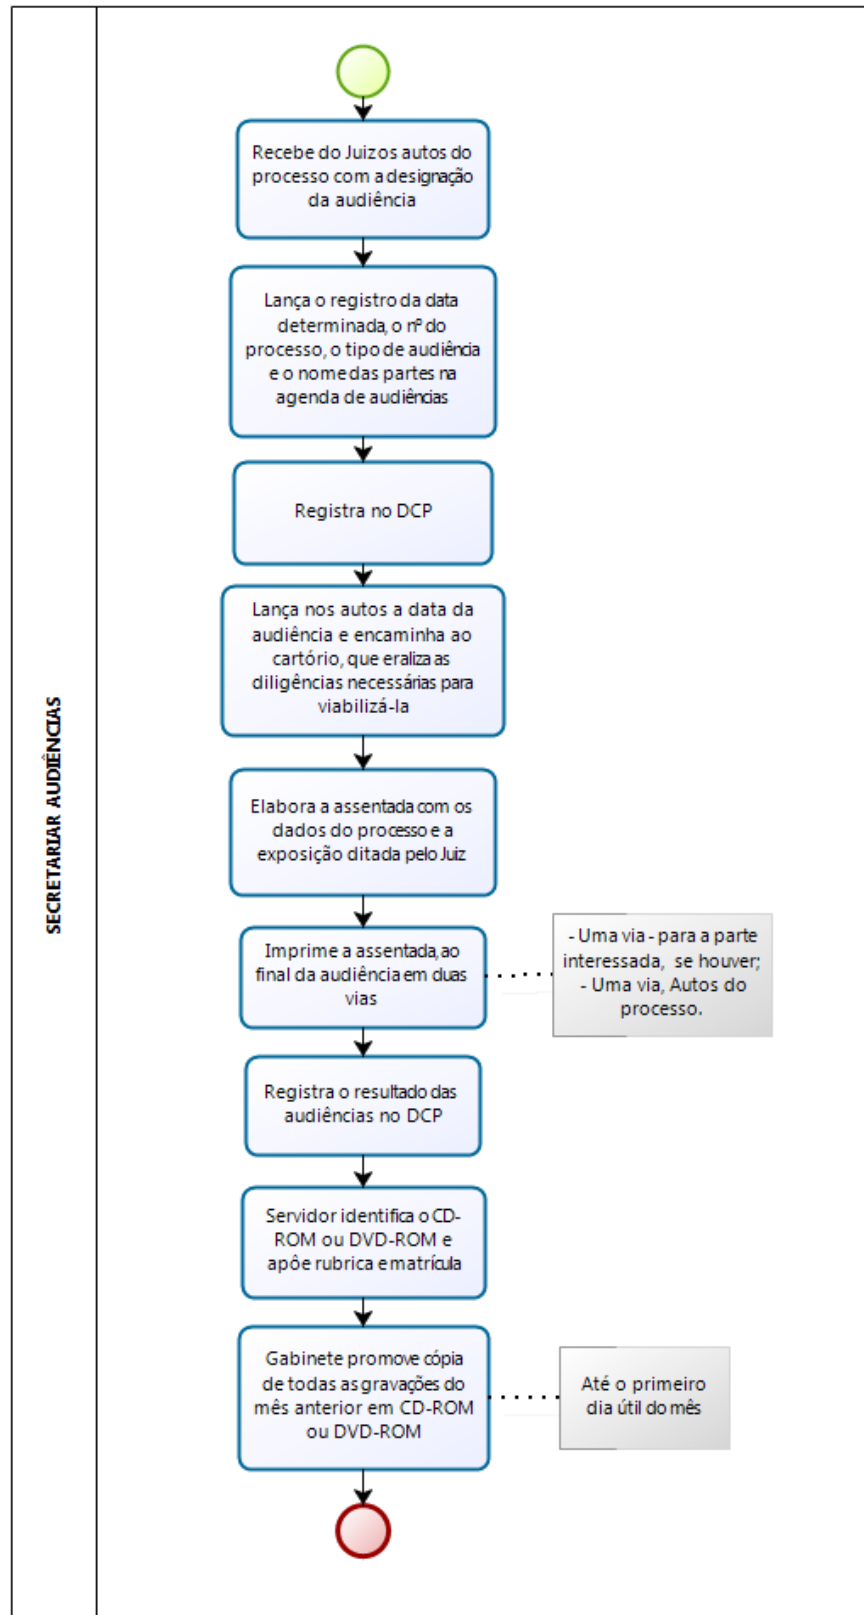 SECRETARIAR AUDIÊNCIAS
Recebe do Juizos autos do
processo com a designação
da audiência
Lança o registro da data
determinada, o nº do
processo, o tipo de audiência
e o nome das partes na
agenda de audiências
Registra no DCP
Lança nos autos a data da
audiência e encaminha ao
cartório, que eraliza as
diligências necessárias para
viabilizá-la
Elabora a assentada com os
dados do processo e a
exposição ditada pelo Juiz
Imprime a assentada, ao
final da audiência em duas
vias
- Uma via - para a parte
interessada, se houver;
- Uma via, Autos do
processo.
Registra o resultado das
audiências no DCP
Servidor identifica o CD-
ROM ou DVD-ROM e
apôe rubrica e matrícula
Gabinete promove cópia
de todas as gravações do
mês anterior em CD-ROM
ou DVD-ROM
Até o primeiro
dia útil do mês